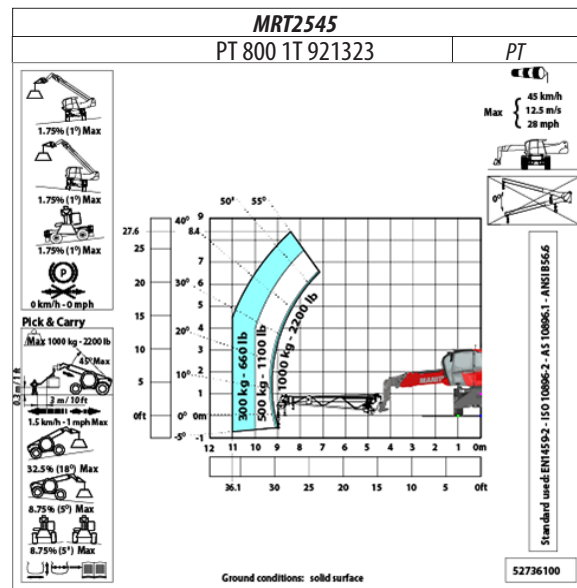 MRT2545
PT 800 1T 921323
PT
1.75% (1°) Max
1.75% (1°) Max
1.75% (1°) Max
P
0 km/h - 0 mph
Pick & Carry
Max 1000 kg - 2200 lb
45° Max
0.3 m / 1 ft
3 m / 10 ft
1.5 km/h - 1 mph Max
32.5% (18°) Max
8.75% (5°) Max
8.75% (5°) Max
Max
45 km/h
12.5 m/s
28 mph
0°
27.6
25
20
15
10
5
0ft
40°
30°
20°
10°
0°
-5°
50°
55°
9
8.4
7
6
5
4
3
2
1
0m
-1
300 kg - 660 lb
500 kg - 1100 lb
1000 kg - 2200 lb
12 11 10 9 8 7 6 5 4 3 2 1 0m
36.1 30 25 20 15 10 5 0ft
Standard used: EN1459-2 - ISO 10896-2 - AS 10896.1 - ANSI B56.6
Ground conditions: solid surface
52736100